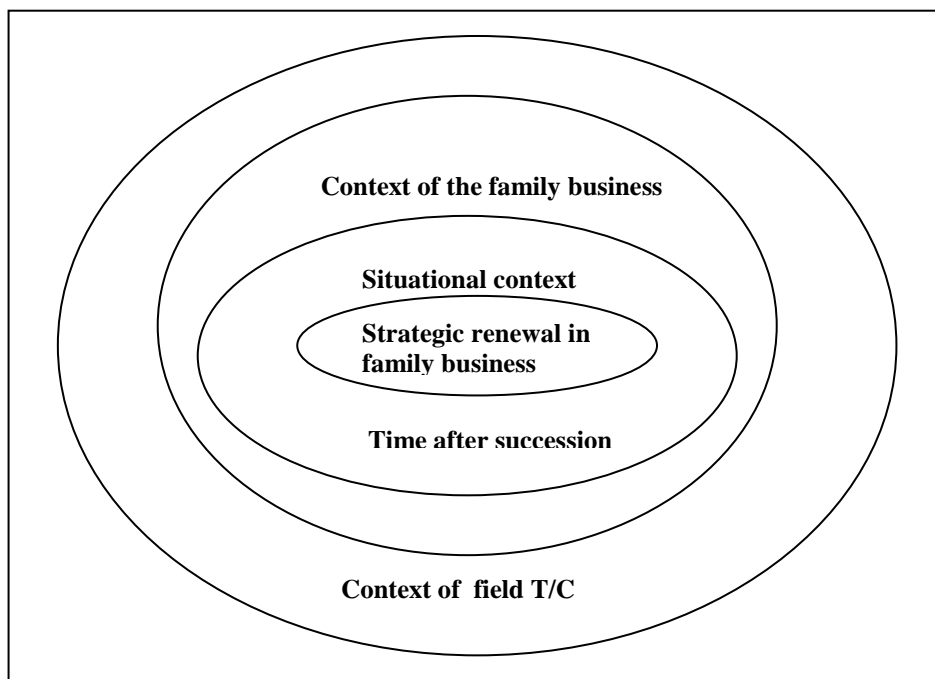 Context of the family business
Situational context
Strategic renewal in
family business
Time after succession
Context of field T/C